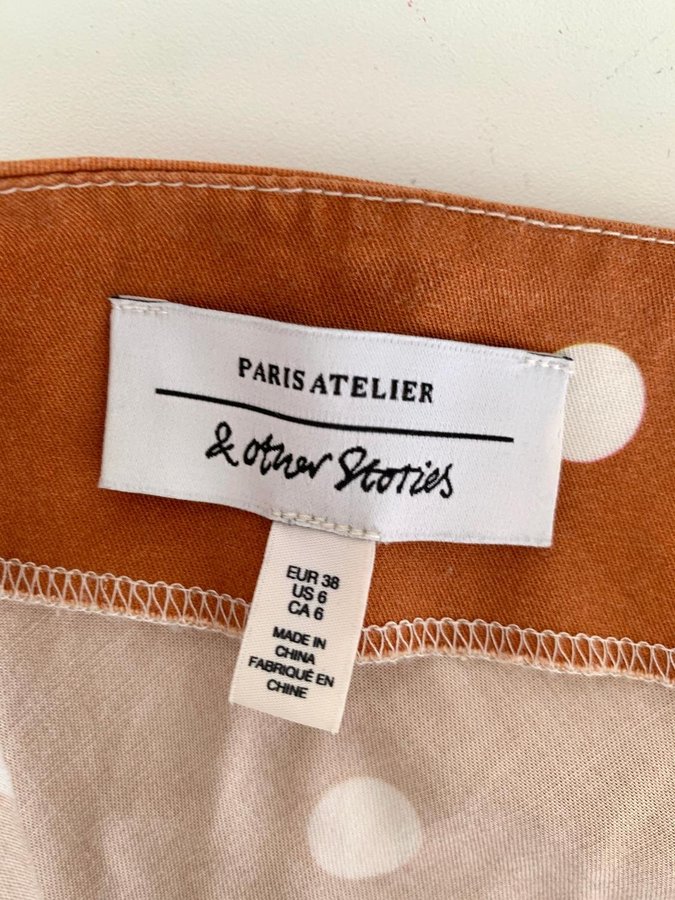 PARIS ATELIER
& other Stories
EUR 38
US 6
CA 6
MADE IN
CHINA
FABRIQUÉ EN
CHINE